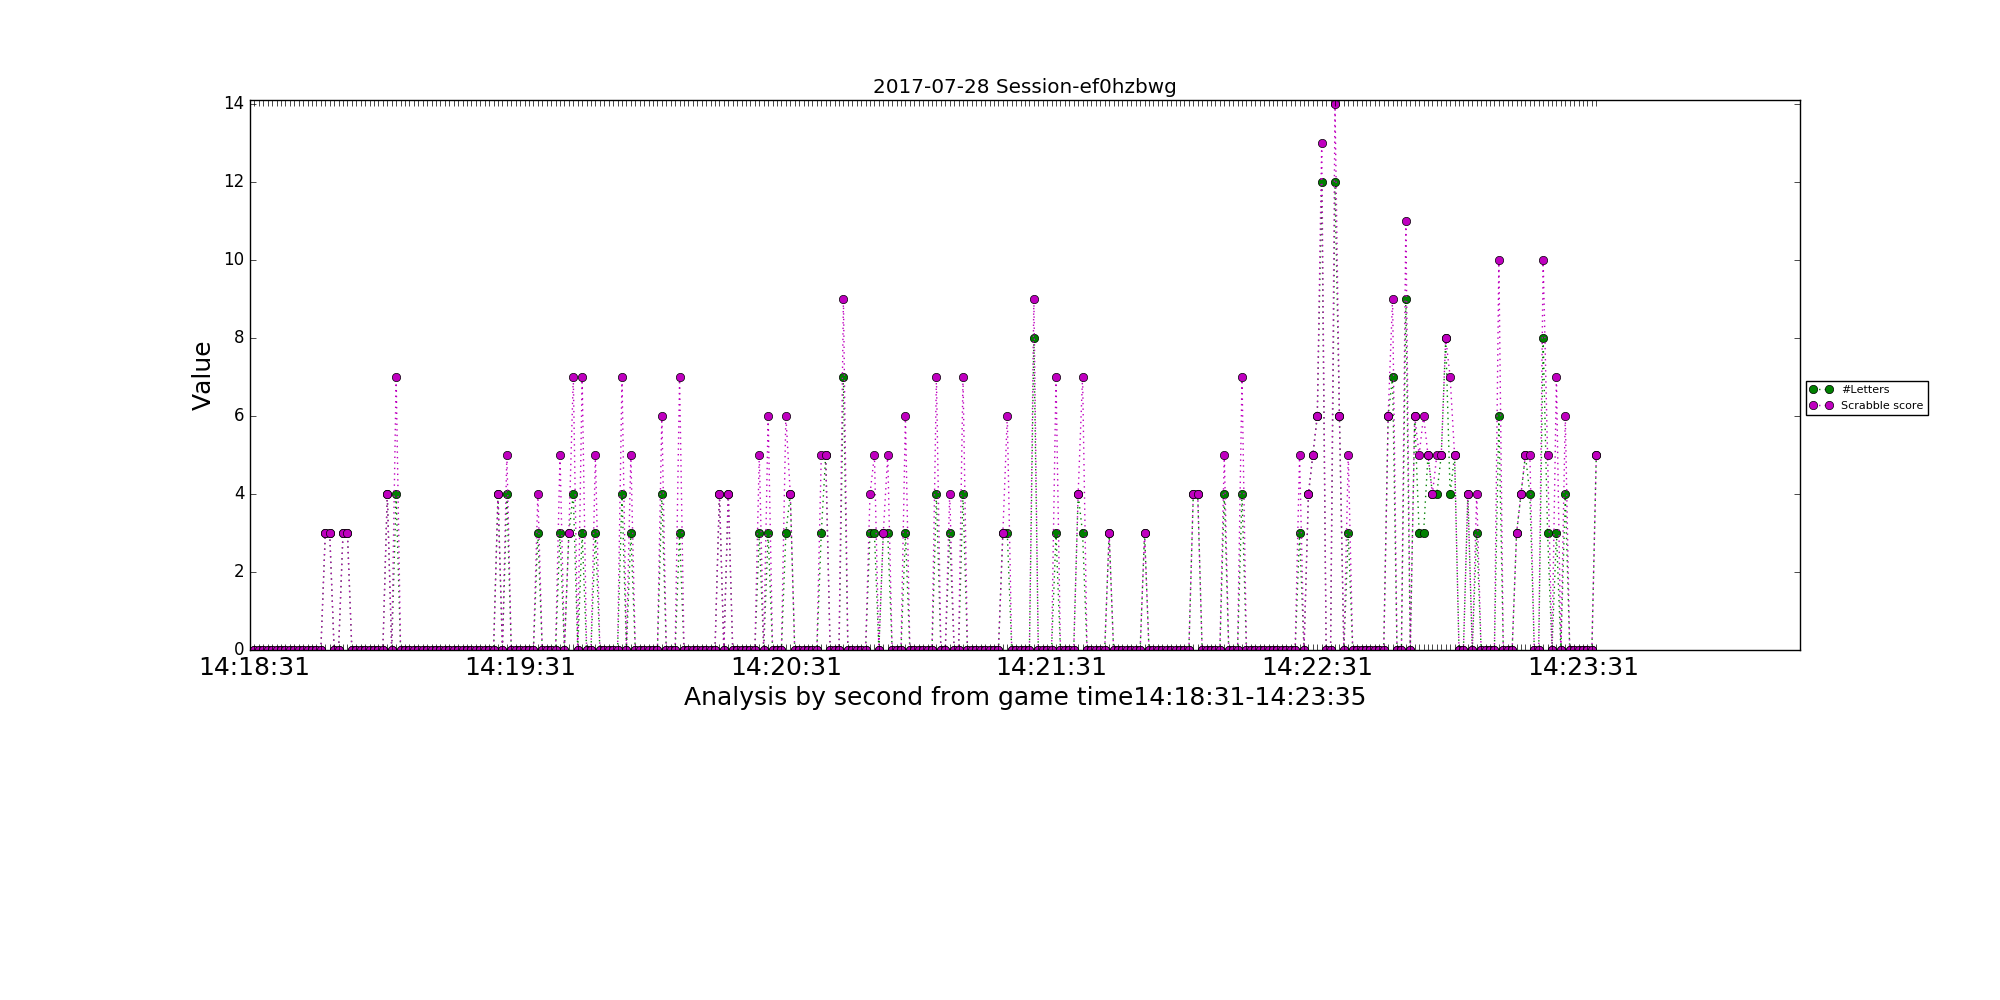 2017-07-28 Session-ef0hzbwg
14
12
10
8
6
4
2
0
Value
14:18:31 14:19:31 14:20:31 14:21:31 14:22:31 14:23:31
Analysis by second from game time14:18:31-14:23:35
#Letters
Scrabble score